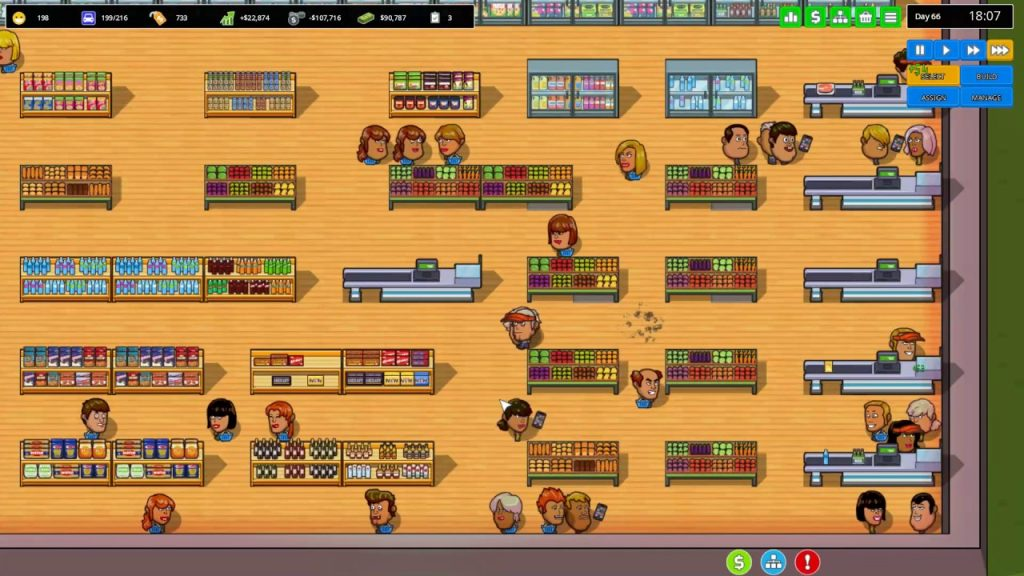 198 199/216 733 +$22,874 -$107,716 $90,787 3
Day 66 18:07
SELECT BUILD
ASSIGN MANAGE